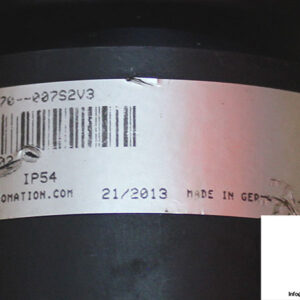 70--007S2V3
IP54
OMATION.COM 21/2013 MADE IN GER